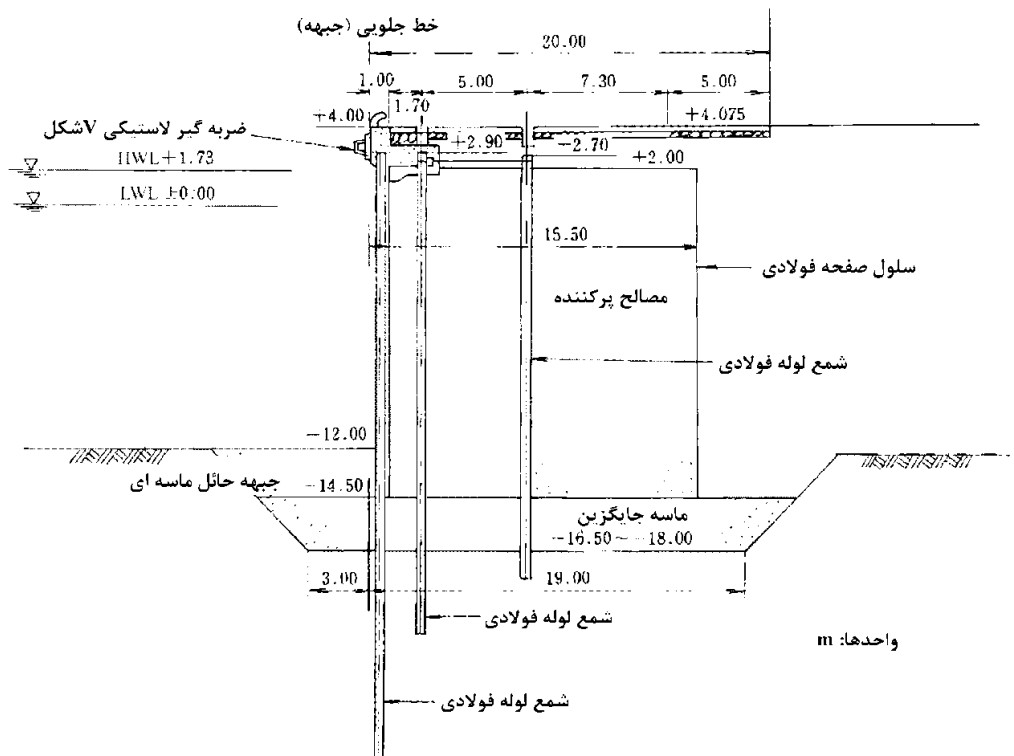 خط جلویی (جبهه)
20.00
1.00
5.00
7.30
5.00
1.70
+4.00
+4.075
ضربه گیر لاستیکی Vشکل
+2.90
-2.70
+2.00
HWL+1.73
LWL ±0.00
15.50
سلول صفحه فولادی
مصالح پرکننده
شمع لوله فولادی
-12.00
جبهه حائل ماسه ای
-14.50
ماسه جایگزین
-16.50~-18.00
3.00
19.00
شمع لوله فولادی
واحدها: m
شمع لوله فولادی